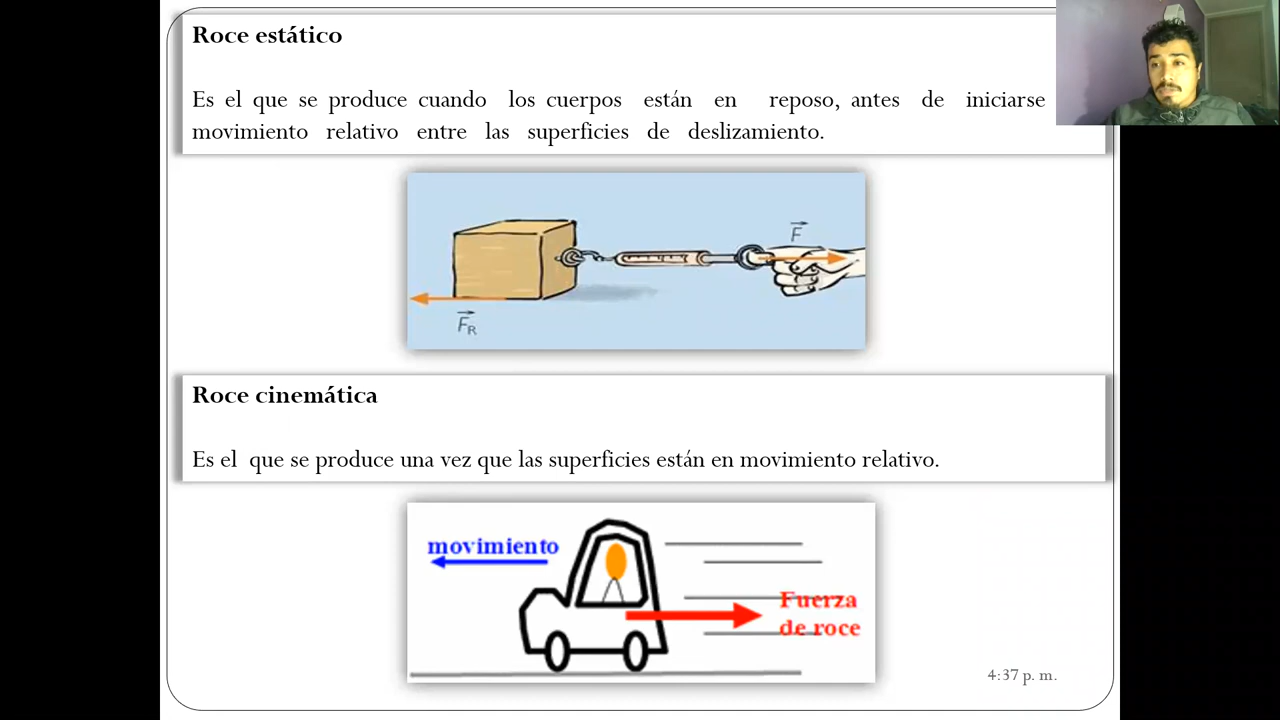 Roce estático
Es el que se produce cuando los cuerpos están en reposo, antes de iniciarse
movimiento relativo entre las superficies de deslizamiento.
F
FR
Roce cinemática
Es el que se produce una vez que las superficies están en movimiento relativo.
movimiento
Fuerza
de roce
4:37 p. m.